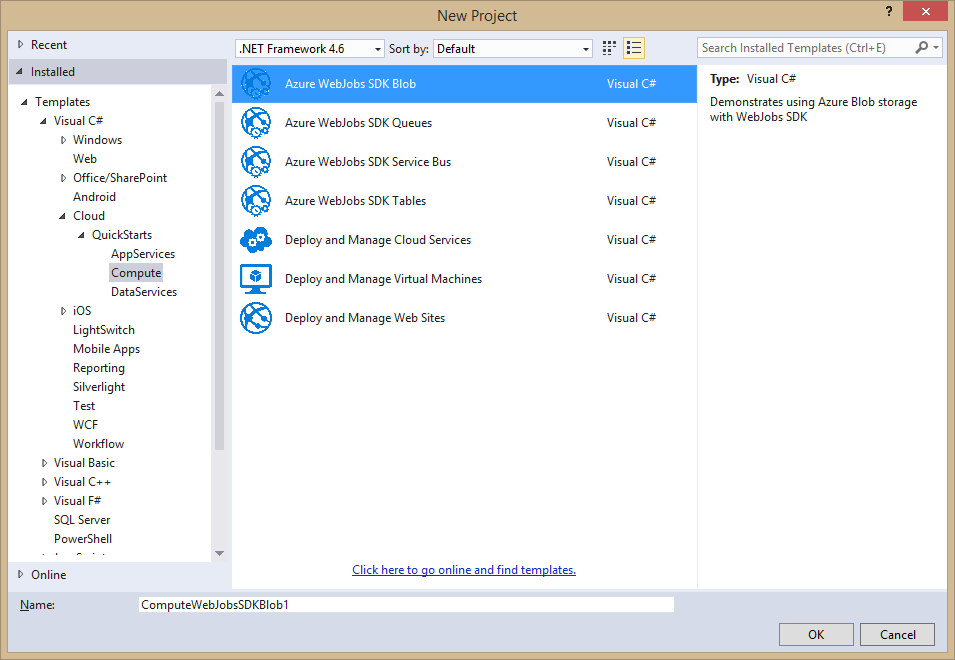 New Project
?
Recent
Installed
Templates
Visual C#
Windows
Web
Office/SharePoint
Android
Cloud
QuickStarts
AppServices
Compute
DataServices
iOS
LightSwitch
Mobile Apps
Reporting
Silverlight
Test
WCF
Workflow
Visual Basic
Visual C++
Visual F#
SQL Server
PowerShell
Online
.NET Framework 4.6 Sort by: Default
Azure WebJobs SDK Blob Visual C#
Azure WebJobs SDK Queues Visual C#
Azure WebJobs SDK Service Bus Visual C#
Azure WebJobs SDK Tables Visual C#
Deploy and Manage Cloud Services Visual C#
Deploy and Manage Virtual Machines Visual C#
Deploy and Manage Web Sites Visual C#
Click here to go online and find templates.
Search Installed Templates (Ctrl+E)
Type: Visual C#
Demonstrates using Azure Blob storage
with WebJobs SDK
Name: ComputeWebJobsSDKBlob1
OK Cancel